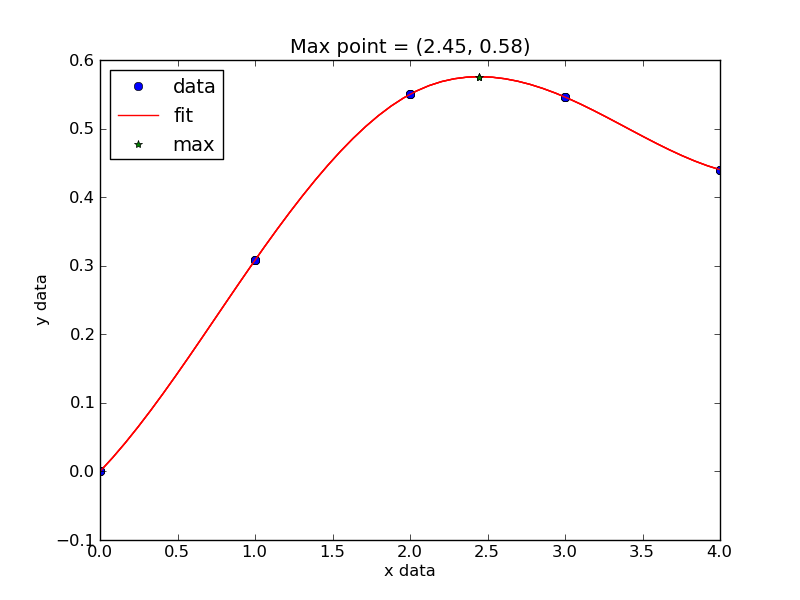 Max point = (2.45, 0.58)
data
fit
max
0.6
0.5
0.4
0.3
0.2
0.1
0.0
−0.1
y data
0.0 0.5 1.0 1.5 2.0 2.5 3.0 3.5 4.0
x data